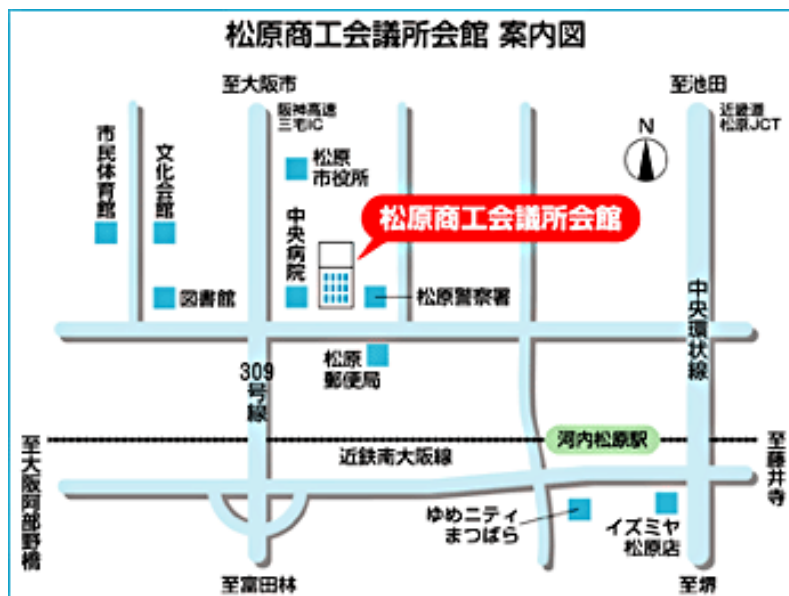 松原商工会議所会館 案内図
至大阪市
至池田
阪神高速
三宅IC
近畿道
松原JCT
N
市民体育館
文化会館
松原
市役所
松原商工会議所会館
中央病院
図書館
松原警察署
中央環状線
松原
郵便局
309号線
至大阪阿部野橋
河内松原駅
近鉄南大阪線
至藤井寺
ゆめニティ
まつばら
イズミヤ
松原店
至富田林
至堺